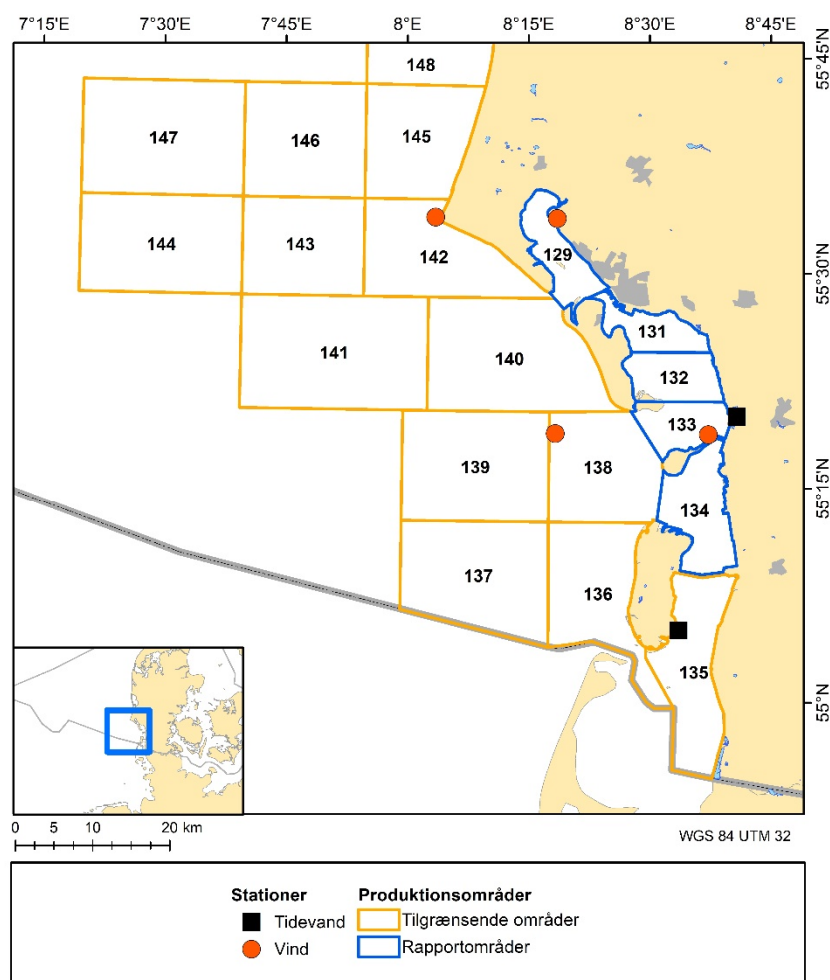 7°15'E 7°30'E 7°45'E 8°E 8°15'E 8°30'E 8°45'E
55°45'N
148
147 146 145
144 143 142 129
55°30'N
131
141 140
132
133
139 138
55°15'N
134
137 136
135
55°N
0 5 10 20 km
WGS 84 UTM 32
Stationer Produktionsområder
Tidevand Tilgrænsende områder
Vind Rapportområder